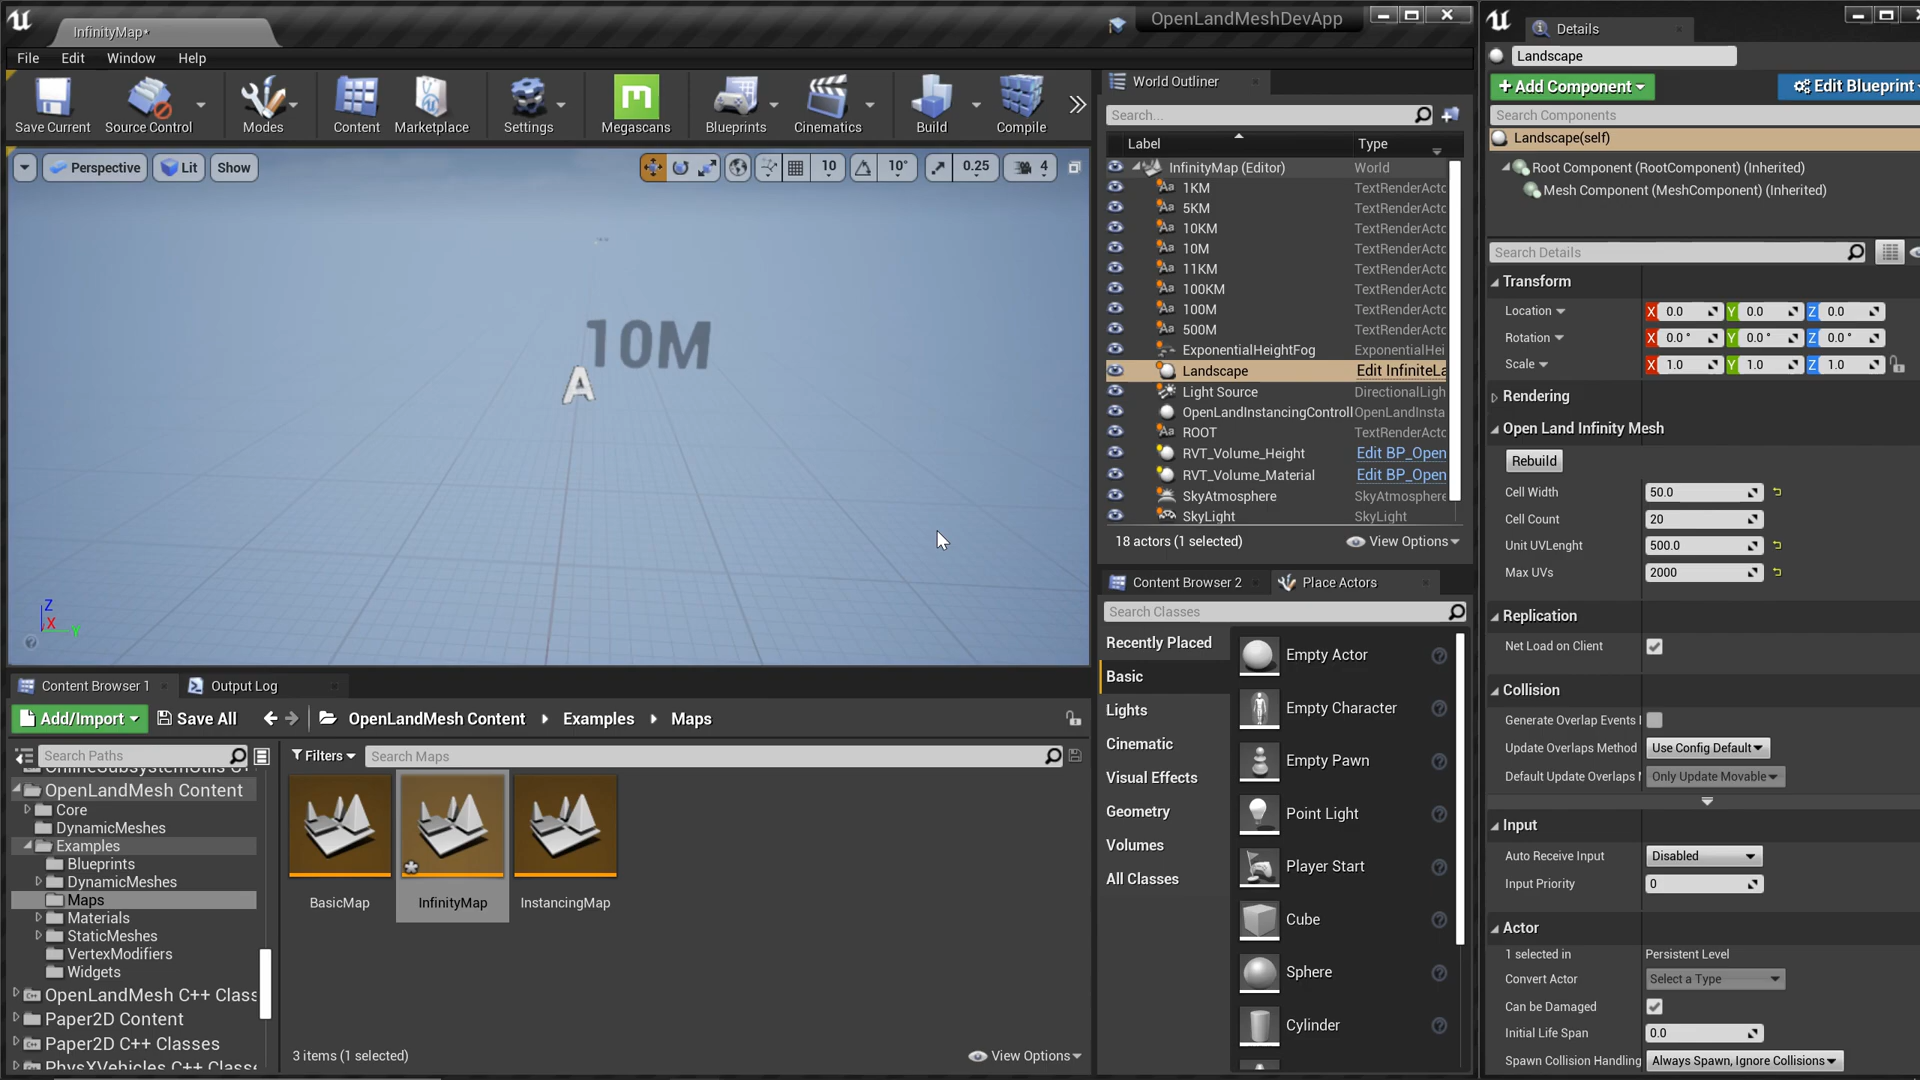 InfinityMap*
OpenLandMeshDevApp
File Edit Window Help
Save Current
Source Control
Modes
Content
Marketplace
Settings
Megascans
Blueprints
Cinematics
Build
Compile
Perspective
Lit
Show
10
10°
0.25
4
10M
A
Z
X
Y
World Outliner
Search...
Label Type
InfinityMap (Editor) World
1KM TextRenderActo
5KM TextRenderActo
10KM TextRenderActo
10M TextRenderActo
11KM TextRenderActo
100KM TextRenderActo
100M TextRenderActo
500M TextRenderActo
ExponentialHeightFog ExponentialHei
Landscape Edit InfiniteLa
Light Source DirectionalLigh
OpenLandInstancingControll OpenLandInsta
ROOT TextRenderActo
RVT_Volume_Height Edit BP_Open
RVT_Volume_Material Edit BP_Open
SkyAtmosphere SkyAtmosphere
SkyLight SkyLight
18 actors (1 selected) View Options
Content Browser 2
Place Actors
Search Classes
Recently Placed
Basic
Lights
Cinematic
Visual Effects
Geometry
Volumes
All Classes
Empty Actor
Empty Character
Empty Pawn
Point Light
Player Start
Cube
Sphere
Cylinder
Content Browser 1
Output Log
Add/Import Save All OpenLandMesh Content Examples Maps
Search Paths
Filters Search Maps
OpenLandMesh Content
Core
DynamicMeshes
Examples
Blueprints
DynamicMeshes
Maps
Materials
StaticMeshes
VertexModifiers
Widgets
OpenLandMesh C++ Class
Paper2D Content
Paper2D C++ Classes
PhysXVehicles C++ Classe
BasicMap
InfinityMap
InstancingMap
3 items (1 selected) View Options
Details
Landscape
+ Add Component
Edit Blueprint
Search Components
Landscape(self)
Root Component (RootComponent) (Inherited)
Mesh Component (MeshComponent) (Inherited)
Search Details
Transform
Location X 0.0 Y 0.0 Z 0.0
Rotation X 0.0 ° Y 0.0 ° Z 0.0 °
Scale X 1.0 Y 1.0 Z 1.0
Rendering
Open Land Infinity Mesh
Rebuild
Cell Width 50.0
Cell Count 20
Unit UVLenght 500.0
Max UVs 2000
Replication
Net Load on Client
Collision
Generate Overlap Events
Update Overlaps Method Use Config Default
Default Update Overlaps Only Update Movable
Input
Auto Receive Input Disabled
Input Priority 0
Actor
1 selected in Persistent Level
Convert Actor Select a Type
Can be Damaged
Initial Life Span 0.0
Spawn Collision Handling Always Spawn, Ignore Collisions